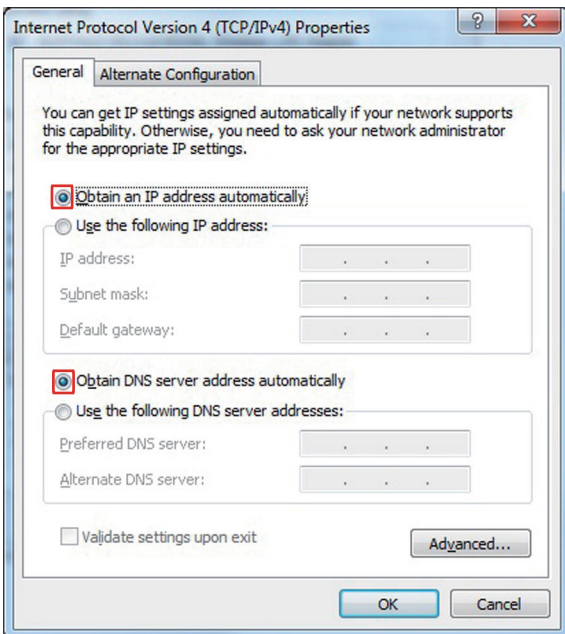 Internet Protocol Version 4 (TCP/IPv4) Properties
General
Alternate Configuration
You can get IP settings assigned automatically if your network supports
this capability. Otherwise, you need to ask your network administrator
for the appropriate IP settings.
Obtain an IP address automatically
Use the following IP address:
IP address:
Subnet mask:
Default gateway:
Obtain DNS server address automatically
Use the following DNS server addresses:
Preferred DNS server:
Alternate DNS server:
Validate settings upon exit
Advanced...
OK
Cancel